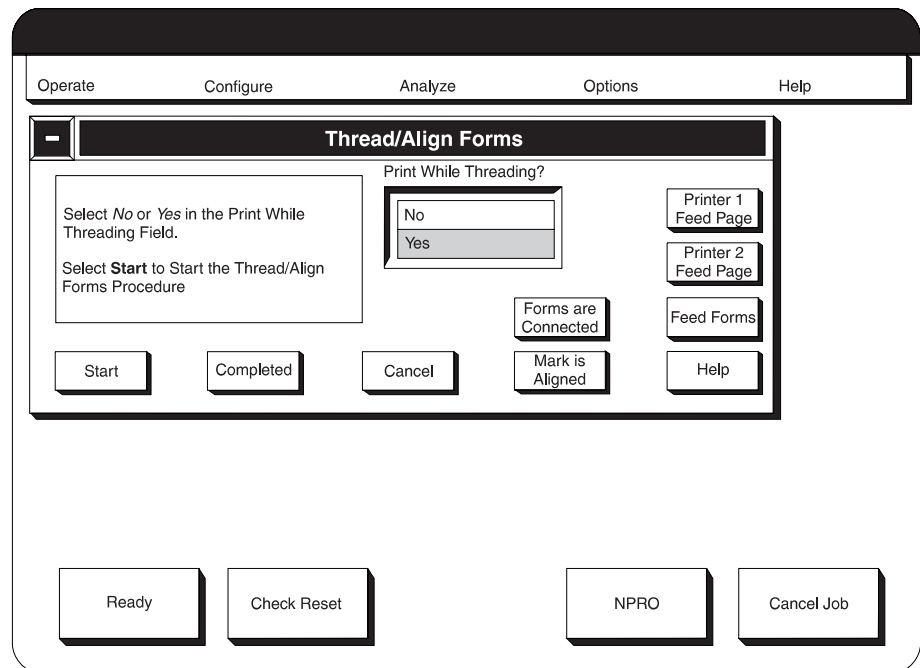 Operate Configure Analyze Options Help
Thread/Align Forms
Select No or Yes in the Print While
Threading Field.
Select Start to Start the Thread/Align
Forms Procedure
Print While Threading?
No
Yes
Printer 1
Feed Page
Printer 2
Feed Page
Forms are
Connected
Feed Forms
Start
Completed
Cancel
Mark is
Aligned
Help
Ready
Check Reset
NPRO
Cancel Job